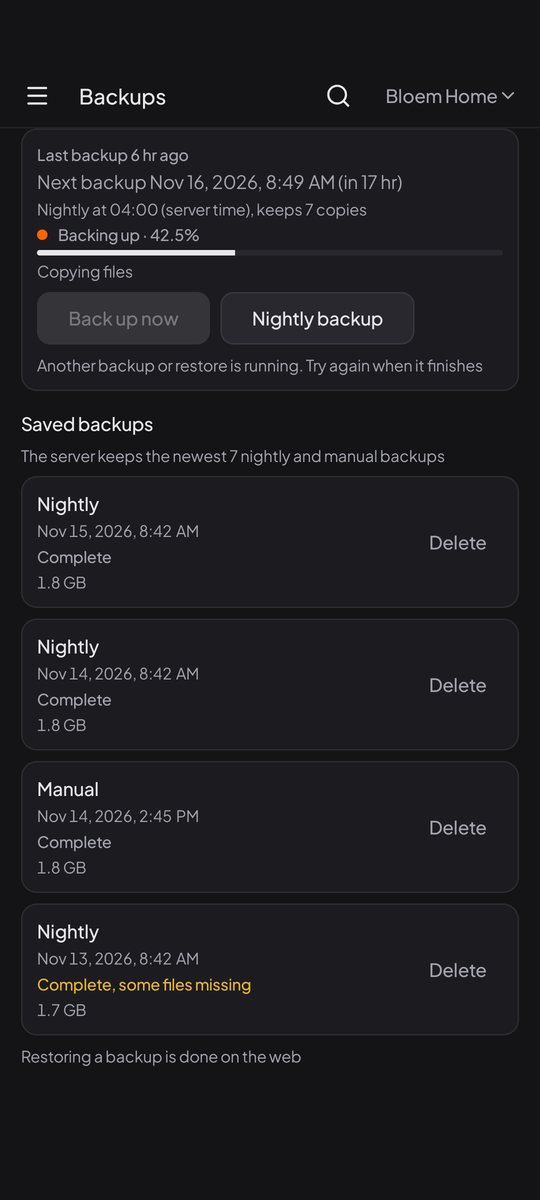 Backups
Bloem Home
Last backup 6 hr ago
Next backup Nov 16, 2026, 8:49 AM (in 17 hr)
Nightly at 04:00 (server time), keeps 7 copies
Backing up · 42.5%
Copying files
Back up now
Nightly backup
Another backup or restore is running. Try again when it finishes
Saved backups
The server keeps the newest 7 nightly and manual backups
Nightly
Nov 15, 2026, 8:42 AM
Complete
1.8 GB
Delete
Nightly
Nov 14, 2026, 8:42 AM
Complete
1.8 GB
Delete
Manual
Nov 14, 2026, 2:45 PM
Complete
1.8 GB
Delete
Nightly
Nov 13, 2026, 8:42 AM
Complete, some files missing
1.7 GB
Delete
Restoring a backup is done on the web